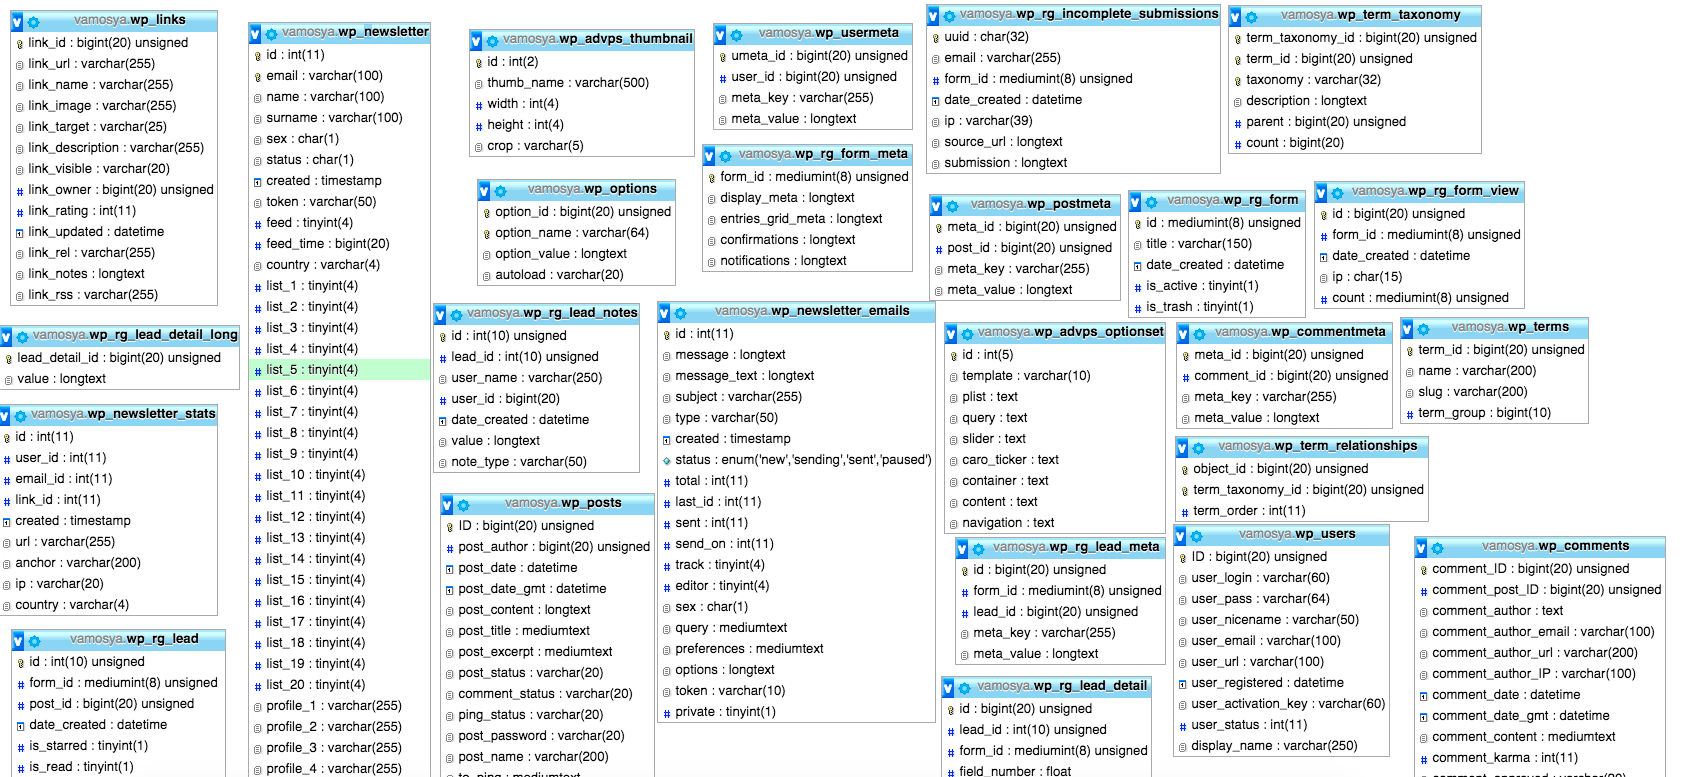 vamosya.wp_links
link_id : bigint(20) unsigned
link_url : varchar(255)
link_name : varchar(255)
link_image : varchar(255)
link_target : varchar(25)
link_description : varchar(255)
link_visible : varchar(20)
link_owner : bigint(20) unsigned
link_rating : int(11)
link_updated : datetime
link_rel : varchar(255)
link_notes : longtext
link_rss : varchar(255)
vamosya.wp_rg_lead_detail_long
lead_detail_id : bigint(20) unsigned
value : longtext
vamosya.wp_newsletter_stats
id : int(11)
user_id : int(11)
email_id : int(11)
link_id : int(11)
created : timestamp
url : varchar(255)
anchor : varchar(200)
ip : varchar(20)
country : varchar(4)
vamosya.wp_rg_lead
id : int(10) unsigned
form_id : mediumint(8) unsigned
post_id : bigint(20) unsigned
date_created : datetime
is_starred : tinyint(1)
is_read : tinyint(1)
vamosya.wp_newsletter
id : int(11)
email : varchar(100)
name : varchar(100)
surname : varchar(100)
sex : char(1)
status : char(1)
created : timestamp
token : varchar(50)
feed : tinyint(4)
feed_time : bigint(20)
country : varchar(4)
list_1 : tinyint(4)
list_2 : tinyint(4)
list_3 : tinyint(4)
list_4 : tinyint(4)
list_5 : tinyint(4)
list_6 : tinyint(4)
list_7 : tinyint(4)
list_8 : tinyint(4)
list_9 : tinyint(4)
list_10 : tinyint(4)
list_11 : tinyint(4)
list_12 : tinyint(4)
list_13 : tinyint(4)
list_14 : tinyint(4)
list_15 : tinyint(4)
list_16 : tinyint(4)
list_17 : tinyint(4)
list_18 : tinyint(4)
list_19 : tinyint(4)
list_20 : tinyint(4)
profile_1 : varchar(255)
profile_2 : varchar(255)
profile_3 : varchar(255)
profile_4 : varchar(255)
vamosya.wp_advps_thumbnail
id : int(2)
thumb_name : varchar(500)
width : int(4)
height : int(4)
crop : varchar(5)
vamosya.wp_options
option_id : bigint(20) unsigned
option_name : varchar(64)
option_value : longtext
autoload : varchar(20)
vamosya.wp_rg_lead_notes
id : int(10) unsigned
lead_id : int(10) unsigned
user_name : varchar(250)
user_id : bigint(20)
date_created : datetime
value : longtext
note_type : varchar(50)
vamosya.wp_posts
ID : bigint(20) unsigned
post_author : bigint(20) unsigned
post_date : datetime
post_date_gmt : datetime
post_content : longtext
post_title : mediumtext
post_excerpt : mediumtext
post_status : varchar(20)
comment_status : varchar(20)
ping_status : varchar(20)
post_password : varchar(20)
post_name : varchar(200)
to_ping : mediumtext
vamosya.wp_usermeta
umeta_id : bigint(20) unsigned
user_id : bigint(20) unsigned
meta_key : varchar(255)
meta_value : longtext
vamosya.wp_rg_form_meta
form_id : mediumint(8) unsigned
display_meta : longtext
entries_grid_meta : longtext
confirmations : longtext
notifications : longtext
vamosya.wp_newsletter_emails
id : int(11)
message : longtext
message_text : longtext
subject : varchar(255)
type : varchar(50)
created : timestamp
status : enum('new','sending','sent','paused')
total : int(11)
last_id : int(11)
sent : int(11)
send_on : int(11)
track : tinyint(4)
editor : tinyint(4)
sex : char(1)
query : mediumtext
preferences : mediumtext
options : longtext
token : varchar(10)
private : tinyint(1)
vamosya.wp_rg_incomplete_submissions
uuid : char(32)
email : varchar(255)
form_id : mediumint(8) unsigned
date_created : datetime
ip : varchar(39)
source_url : longtext
submission : longtext
vamosya.wp_postmeta
meta_id : bigint(20) unsigned
post_id : bigint(20) unsigned
meta_key : varchar(255)
meta_value : longtext
vamosya.wp_advps_optionset
id : int(5)
template : varchar(10)
plist : text
query : text
slider : text
caro_ticker : text
container : text
content : text
navigation : text
vamosya.wp_rg_lead_meta
id : bigint(20) unsigned
form_id : mediumint(8) unsigned
lead_id : bigint(20) unsigned
meta_key : varchar(255)
meta_value : longtext
vamosya.wp_rg_lead_detail
id : bigint(20) unsigned
lead_id : int(10) unsigned
form_id : mediumint(8) unsigned
field_number : float
vamosya.wp_term_taxonomy
term_taxonomy_id : bigint(20) unsigned
term_id : bigint(20) unsigned
taxonomy : varchar(32)
description : longtext
parent : bigint(20) unsigned
count : bigint(20)
vamosya.wp_rg_form
id : mediumint(8) unsigned
title : varchar(150)
date_created : datetime
is_active : tinyint(1)
is_trash : tinyint(1)
vamosya.wp_rg_form_view
id : bigint(20) unsigned
form_id : mediumint(8) unsigned
date_created : datetime
ip : char(15)
count : mediumint(8) unsigned
vamosya.wp_commentmeta
meta_id : bigint(20) unsigned
comment_id : bigint(20) unsigned
meta_key : varchar(255)
meta_value : longtext
vamosya.wp_terms
term_id : bigint(20) unsigned
name : varchar(200)
slug : varchar(200)
term_group : bigint(10)
vamosya.wp_term_relationships
object_id : bigint(20) unsigned
term_taxonomy_id : bigint(20) unsigned
term_order : int(11)
vamosya.wp_users
ID : bigint(20) unsigned
user_login : varchar(60)
user_pass : varchar(64)
user_nicename : varchar(50)
user_email : varchar(100)
user_url : varchar(100)
user_registered : datetime
user_activation_key : varchar(60)
user_status : int(11)
display_name : varchar(250)
vamosya.wp_comments
comment_ID : bigint(20) unsigned
comment_post_ID : bigint(20) unsigned
comment_author : text
comment_author_email : varchar(100)
comment_author_url : varchar(200)
comment_author_IP : varchar(100)
comment_date : datetime
comment_date_gmt : datetime
comment_content : mediumtext
comment_karma : int(11)